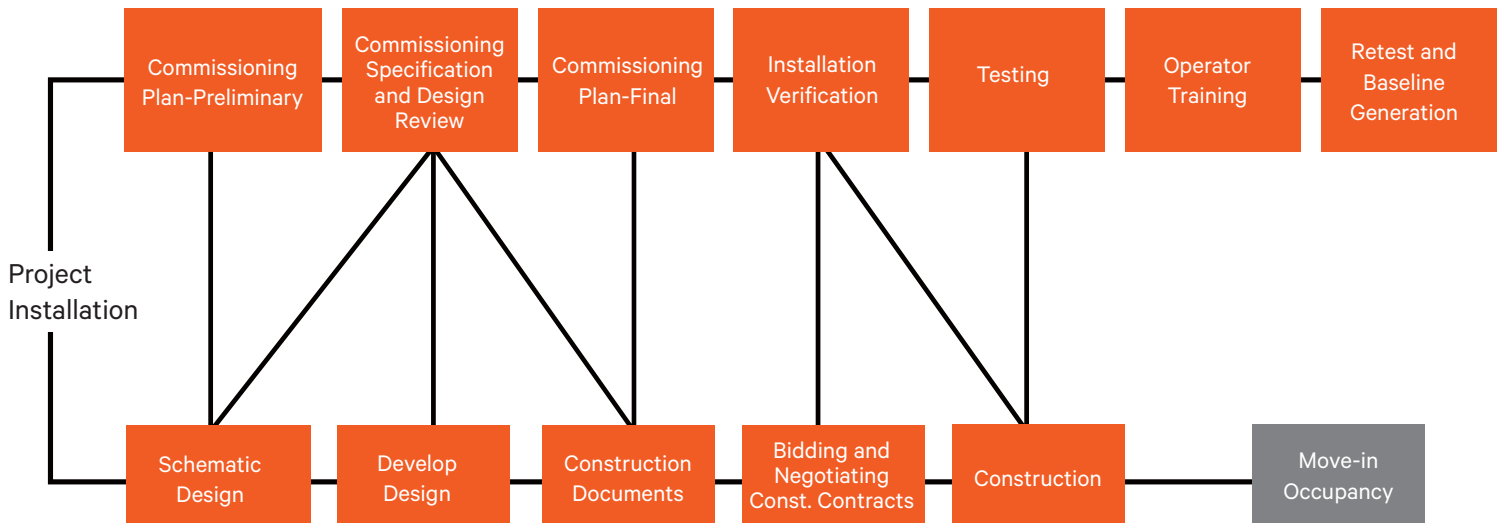 Commissioning
Plan-Preliminary
Commissioning
Specification
and Design
Review
Commissioning
Plan-Final
Installation
Verification
Testing
Operator
Training
Retest and
Baseline
Generation
Project
Installation
Schematic
Design
Develop
Design
Construction
Documents
Bidding and
Negotiating
Const. Contracts
Construction
Move-in
Occupancy